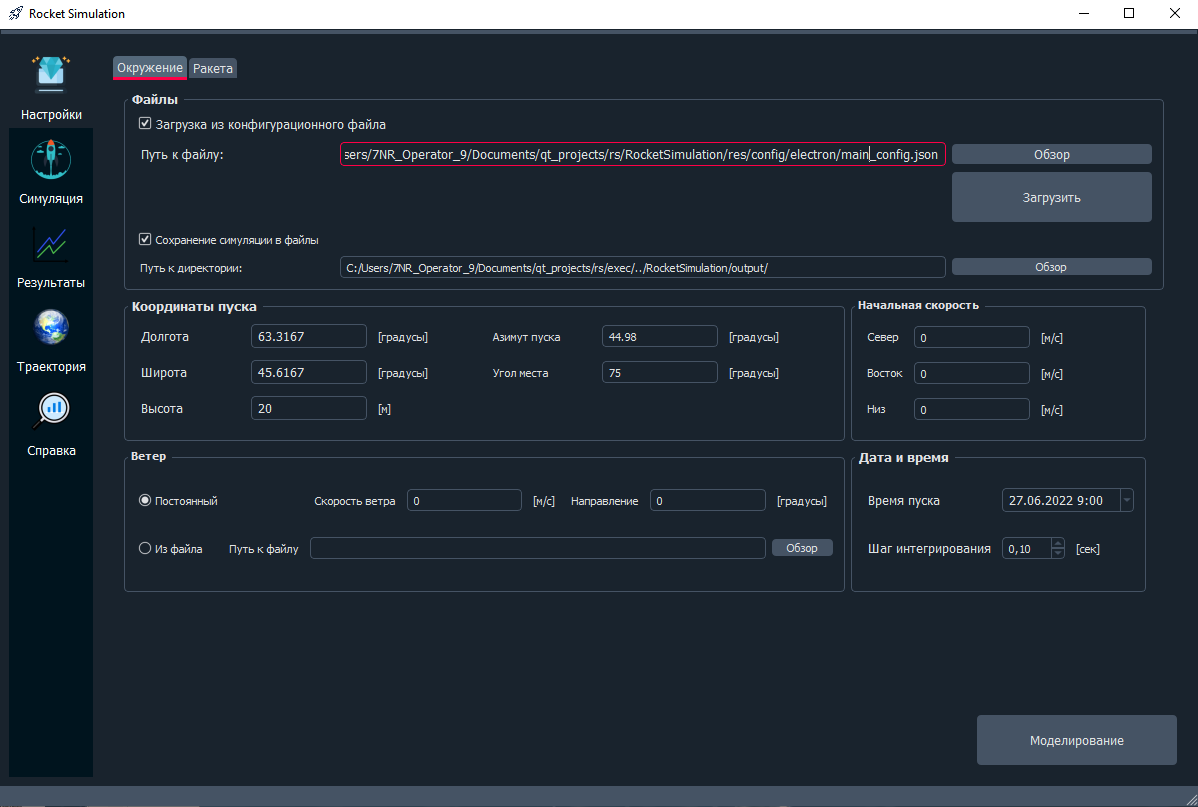 Rocket Simulation
Настройки
Симуляция
Результаты
Траектория
Справка
Окружение Ракета
Файлы
Загрузка из конфигурационного файла
Путь к файлу: sers/7NR_Operator_9/Documents/qt_projects/rs/RocketSimulation/res/config/electron/main_config.json Обзор
Загрузить
Сохранение симуляции в файлы
Путь к директории: C:/Users/7NR_Operator_9/Documents/qt_projects/rs/exec/../RocketSimulation/output/ Обзор
Координаты пуска
Долгота 63.3167 [градусы] Азимут пуска 44.98 [градусы]
Широта 45.6167 [градусы] Угол места 75 [градусы]
Высота 20 [м]
Начальная скорость
Север 0 [м/с]
Восток 0 [м/с]
Низ 0 [м/с]
Ветер
Постоянный Скорость ветра 0 [м/с] Направление 0 [градусы]
Из файла Путь к файлу Обзор
Дата и время
Время пуска 27.06.2022 9:00
Шаг интегрирования 0,10 [сек]
Моделирование